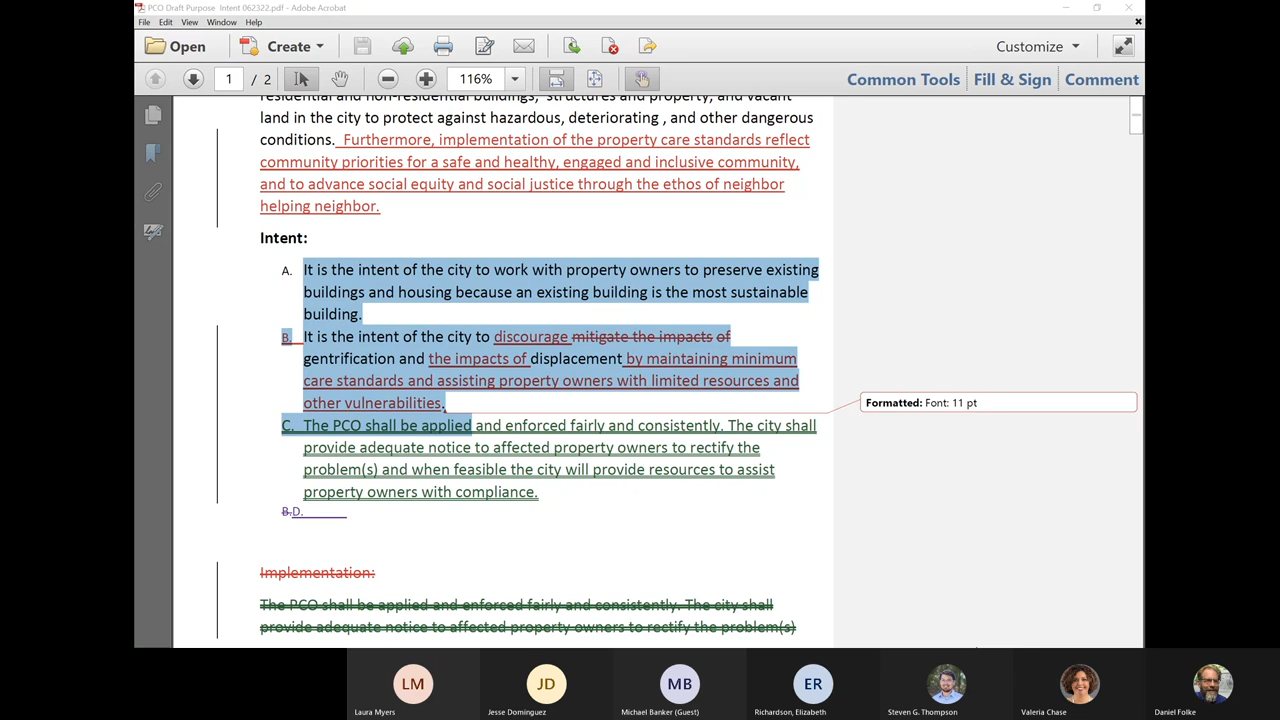 PCO Draft Purpose Intent 062322.pdf - Adobe Acrobat
File Edit View Window Help
Open Create Customize
1 / 2 116% Common Tools Fill & Sign Comment
residential and non-residential buildings, structures and property, and vacant
land in the city to protect against hazardous, deteriorating , and other dangerous
conditions. Furthermore, implementation of the property care standards reflect
community priorities for a safe and healthy, engaged and inclusive community,
and to advance social equity and social justice through the ethos of neighbor
helping neighbor.
Intent:
A. It is the intent of the city to work with property owners to preserve existing
buildings and housing because an existing building is the most sustainable
building.
B. It is the intent of the city to discourage mitigate the impacts of
gentrification and the impacts of displacement by maintaining minimum
care standards and assisting property owners with limited resources and
other vulnerabilities.
Formatted: Font: 11 pt
C. The PCO shall be applied and enforced fairly and consistently. The city shall
provide adequate notice to affected property owners to rectify the
problem(s) and when feasible the city will provide resources to assist
property owners with compliance.
B.D.
Implementation:
The PCO shall be applied and enforced fairly and consistently. The city shall
provide adequate notice to affected property owners to rectify the problem(s)
LM JD MB ER
Laura Myers Jesse Dominguez Michael Banker (Guest) Richardson, Elizabeth Steven G. Thompson Valeria Chase Daniel Folke